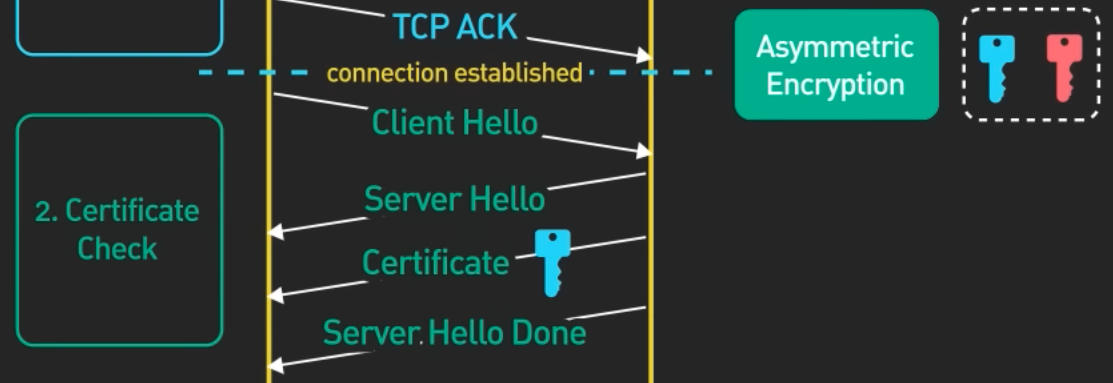 TCP ACK
connection established
Asymmetric
Encryption
Client Hello
2. Certificate
Check
Server Hello
Certificate
Server Hello Done